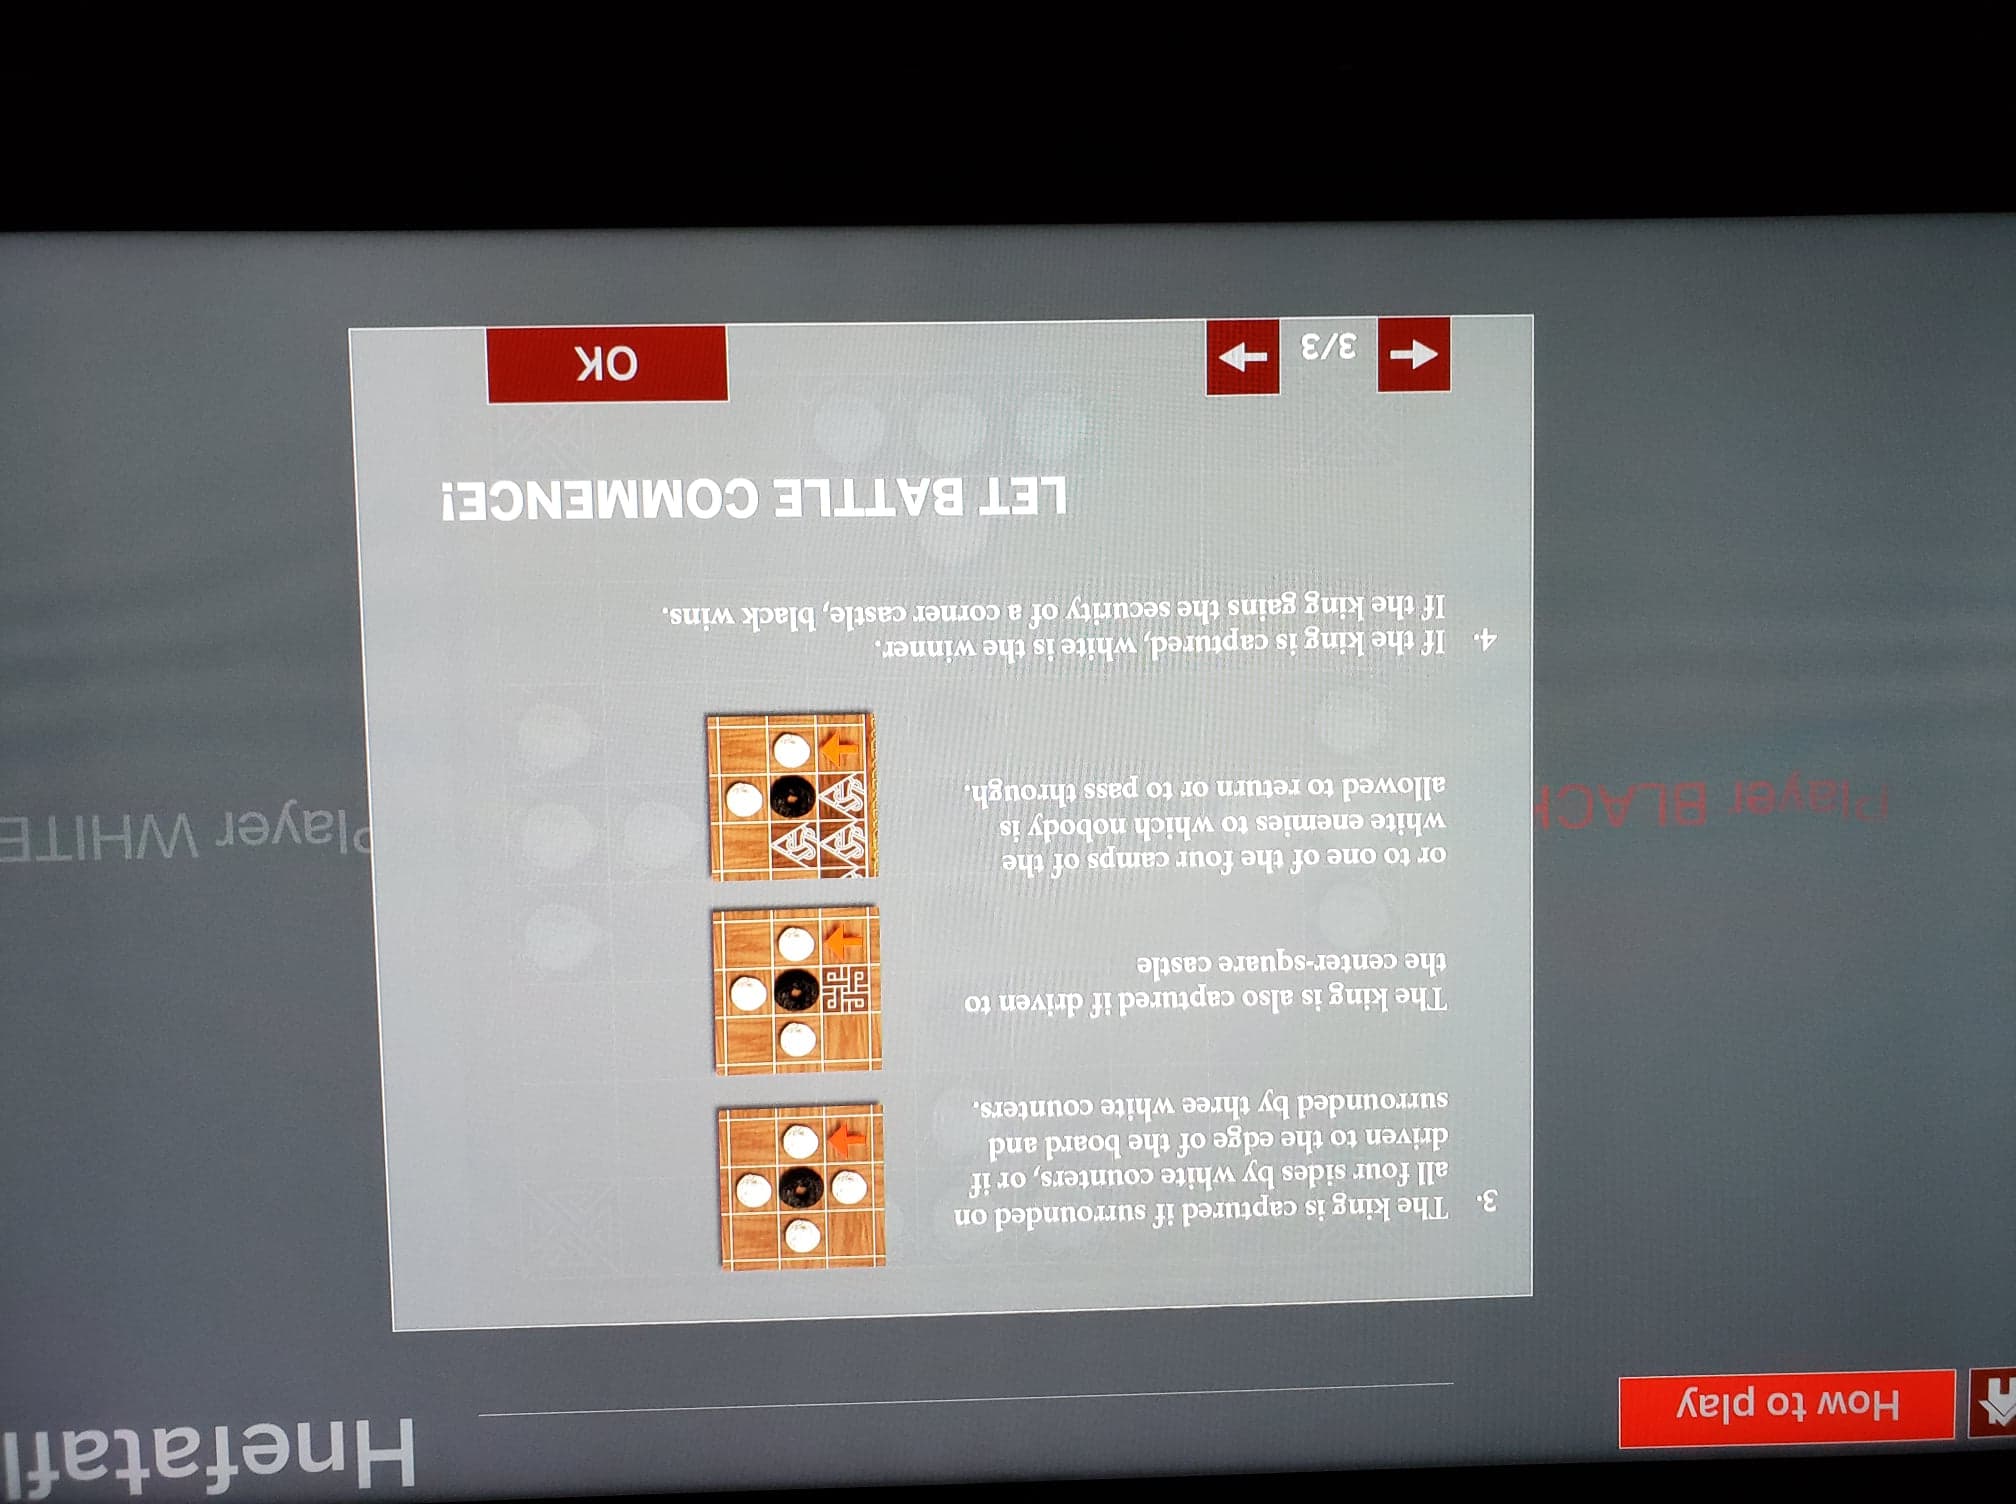 Hnefatafl
How to play
3. The king is captured if surrounded on
all four sides by white counters, or if
driven to the edge of the board and
surrounded by three white counters.
The king is also captured if driven to
the center-square castle
or to one of the four camps of the
white enemies to which nobody is
allowed to return or to pass through.
Player BLACK
Player WHITE
4. If the king is captured, white is the winner.
If the king gains the security of a corner castle, black wins.
LET BATTLE COMMENCE!
3/3
OK